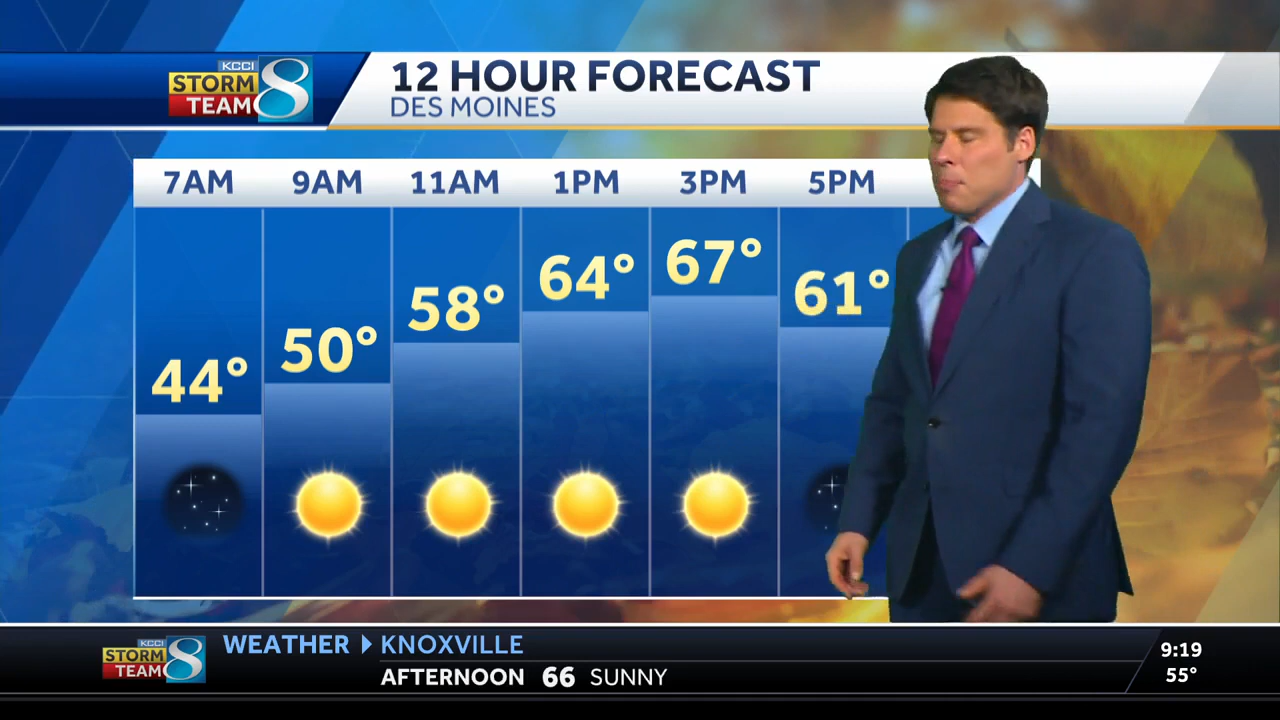 KCCI
STORM
TEAM 8
12 HOUR FORECAST
DES MOINES
7AM 9AM 11AM 1PM 3PM 5PM
44° 50° 58° 64° 67° 61°
KCCI
STORM
TEAM 8
WEATHER KNOXVILLE
AFTERNOON 66 SUNNY
9:19
55°